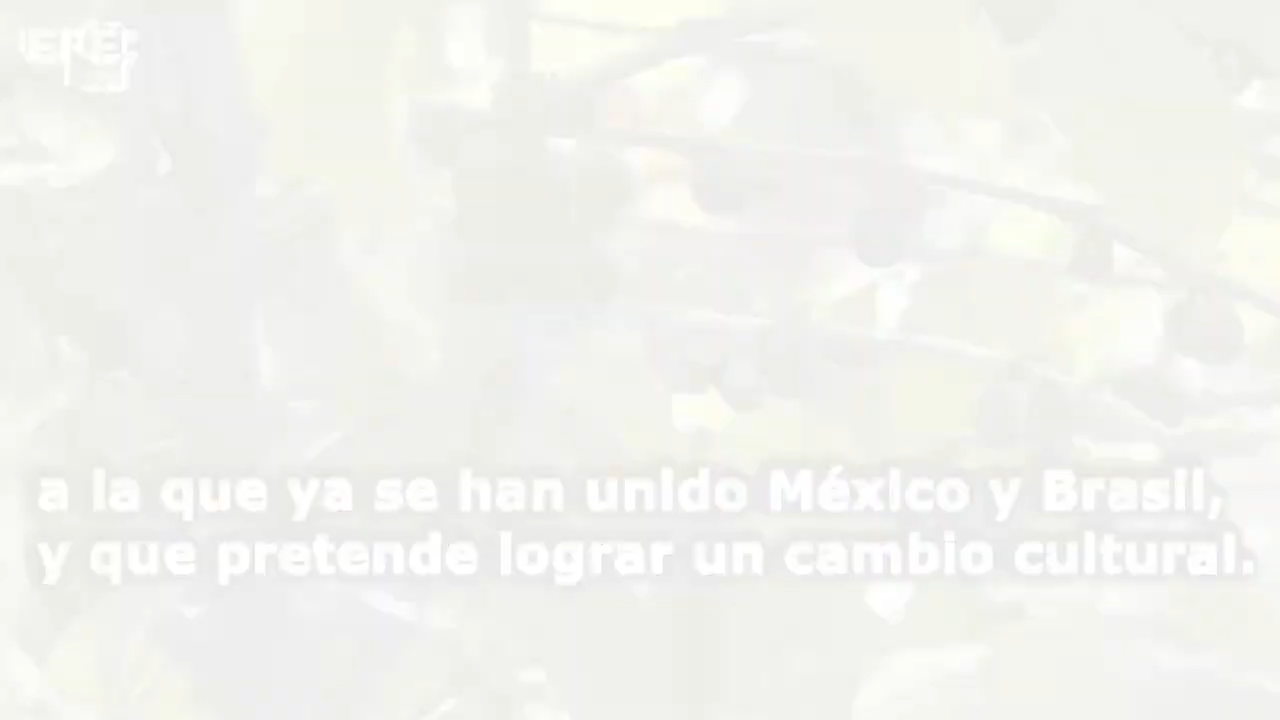 a la que ya se han unido México y Brasil,
y que pretende lograr un cambio cultural.